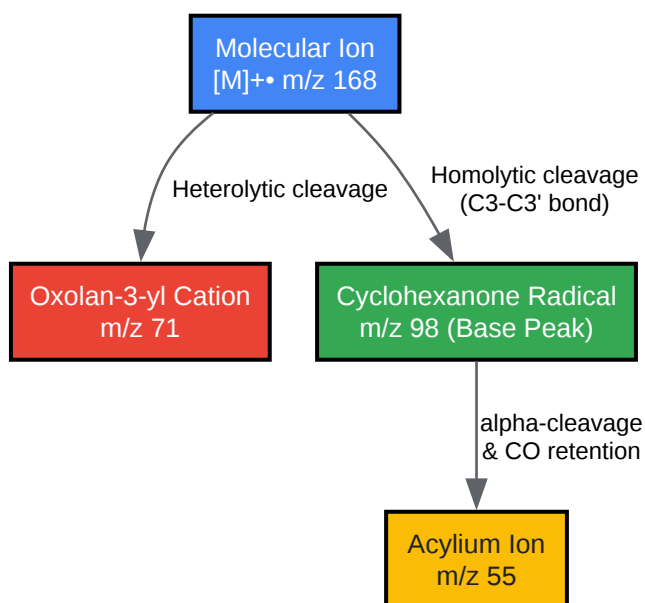 Molecular Ion
[M]+• m/z 168
Heterolytic cleavage
Homolytic cleavage
(C3-C3' bond)
Oxolan-3-yl Cation
m/z 71
Cyclohexanone Radical
m/z 98 (Base Peak)
alpha-cleavage
& CO retention
Acylium Ion
m/z 55